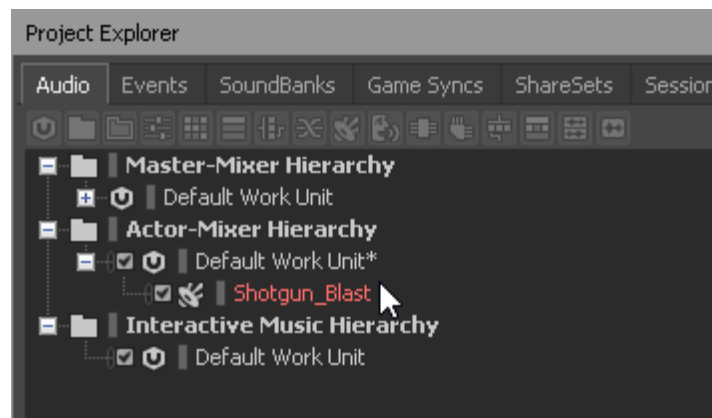 Project Explorer
Audio Events SoundBanks Game Syncs ShareSets Session
Master-Mixer Hierarchy
Default Work Unit
Actor-Mixer Hierarchy
Default Work Unit*
Shotgun_Blast
Interactive Music Hierarchy
Default Work Unit